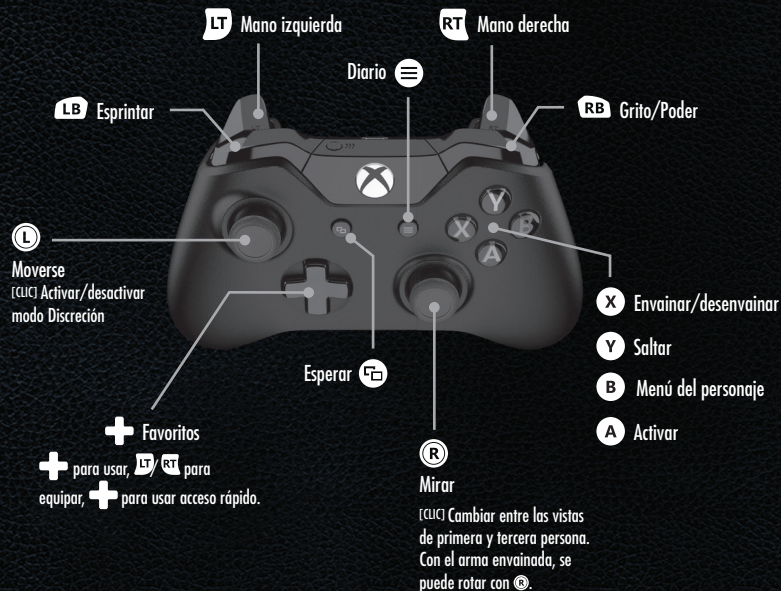 LT Mano izquierda
RT Mano derecha
Diario
LB Esprintar
RB Grito/Poder
Y
X B
A
L
Moverse
[CLIC] Activar/desactivar
modo Discreción
X Envainar/desenvainar
Y Saltar
B Menú del personaje
A Activar
Esperar
Favoritos
para usar, LT/ RT para
equipar, para usar acceso rápido.
R
Mirar
[CLIC] Cambiar entre las vistas
de primera y tercera persona.
Con el arma envainada, se
puede rotar con R.